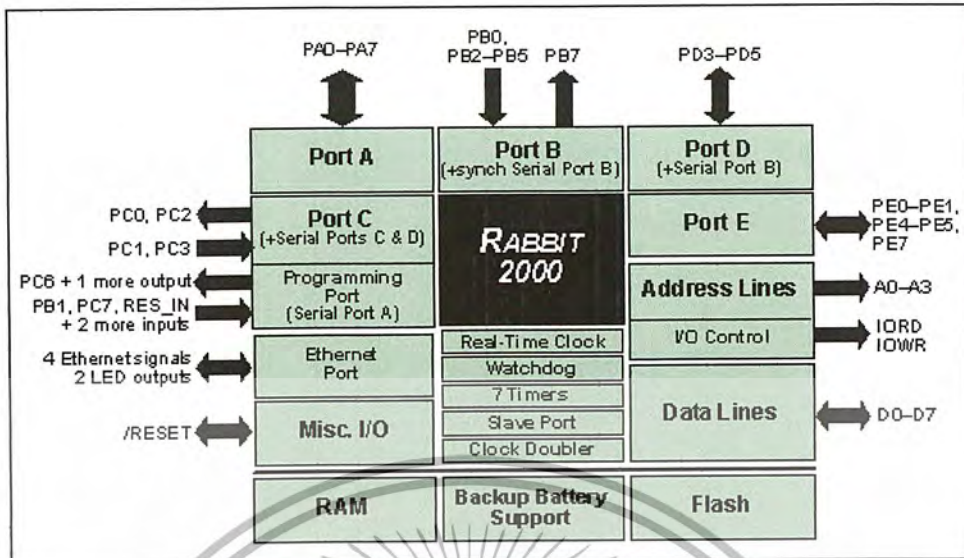 PA0–PA7
PB0,
PB2–PB5
PB7
PD3–PD5
Port A
Port B
(+synch Serial Port B)
Port D
(+Serial Port B)
PC0, PC2
PC1, PC3
Port C
(+Serial Ports C & D)
RABBIT
2000
Port E
PE0–PE1,
PE4–PE5,
PE7
PC6 + 1 more output
PB1, PC7, RES_IN
+ 2 more inputs
Programming
Port
(Serial Port A)
Address Lines
A0–A3
I/O Control
IORD
IOWR
4 Ethernet signals
2 LED outputs
Ethernet
Port
Real-Time Clock
Watchdog
7 Timers
Slave Port
Clock Doubler
Data Lines
D0–D7
/RESET
Misc. I/O
RAM
Backup Battery
Support
Flash